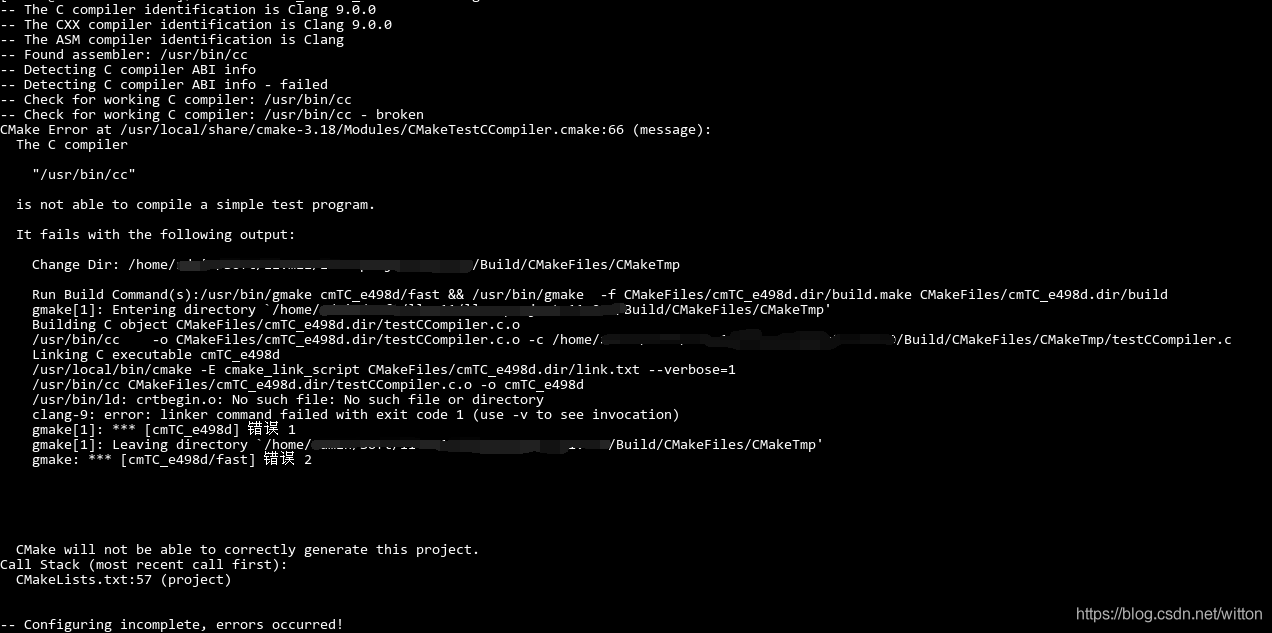 -- The C compiler identification is Clang 9.0.0
-- The CXX compiler identification is Clang 9.0.0
-- The ASM compiler identification is Clang
-- Found assembler: /usr/bin/cc
-- Detecting C compiler ABI info
-- Detecting C compiler ABI info - failed
-- Check for working C compiler: /usr/bin/cc
-- Check for working C compiler: /usr/bin/cc - broken
CMake Error at /usr/local/share/cmake-3.18/Modules/CMakeTestCCompiler.cmake:66 (message):
The C compiler
"/usr/bin/cc"
is not able to compile a simple test program.
It fails with the following output:
Change Dir: /home/ /Build/CMakeFiles/CMakeTmp
Run Build Command(s):/usr/bin/gmake cmTC_e498d/fast && /usr/bin/gmake -f CMakeFiles/cmTC_e498d.dir/build.make CMakeFiles/cmTC_e498d.dir/build
gmake[1]: Entering directory `/home/ Build/CMakeFiles/CMakeTmp'
Building C object CMakeFiles/cmTC_e498d.dir/testCCompiler.c.o
/usr/bin/cc -o CMakeFiles/cmTC_e498d.dir/testCCompiler.c.o -c /home/ /Build/CMakeFiles/CMakeTmp/testCCompiler.c
Linking C executable cmTC_e498d
/usr/local/bin/cmake -E cmake_link_script CMakeFiles/cmTC_e498d.dir/link.txt --verbose=1
/usr/bin/cc CMakeFiles/cmTC_e498d.dir/testCCompiler.c.o -o cmTC_e498d
/usr/bin/ld: crtbegin.o: No such file: No such file or directory
clang-9: error: linker command failed with exit code 1 (use -v to see invocation)
gmake[1]: *** [cmTC_e498d] 错误 1
gmake[1]: Leaving directory `/home/ /Build/CMakeFiles/CMakeTmp'
gmake: *** [cmTC_e498d/fast] 错误 2
CMake will not be able to correctly generate this project.
Call Stack (most recent call first):
CMakeLists.txt:57 (project)
-- Configuring incomplete, errors occurred!
https://blog.csdn.net/witton